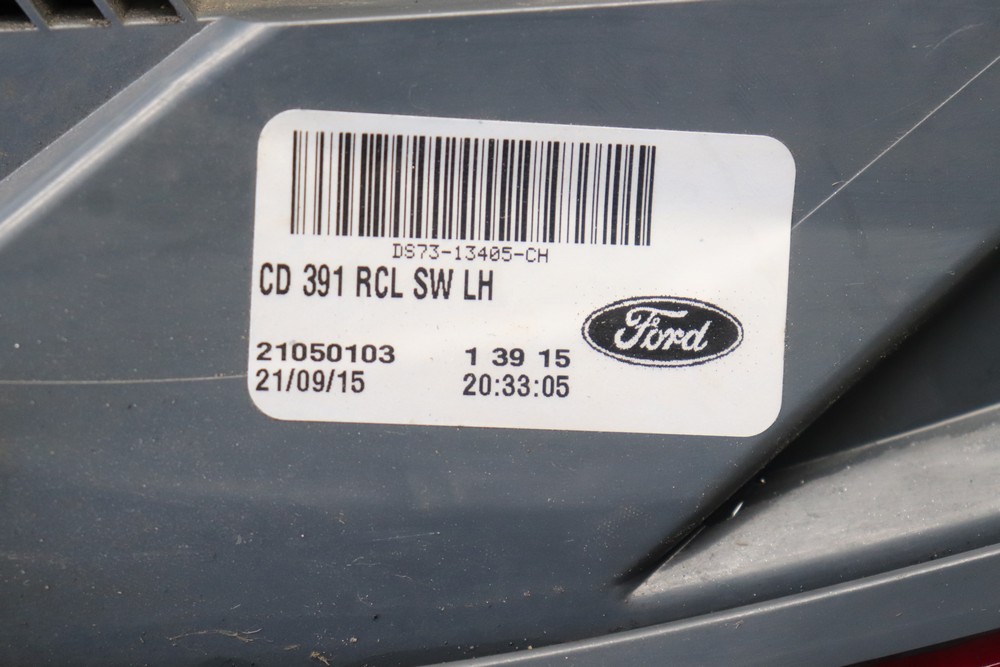 DS73-13405-CH
CD 391 RCL SW LH
Ford
21050103 1 39 15
21/09/15 20:33:05